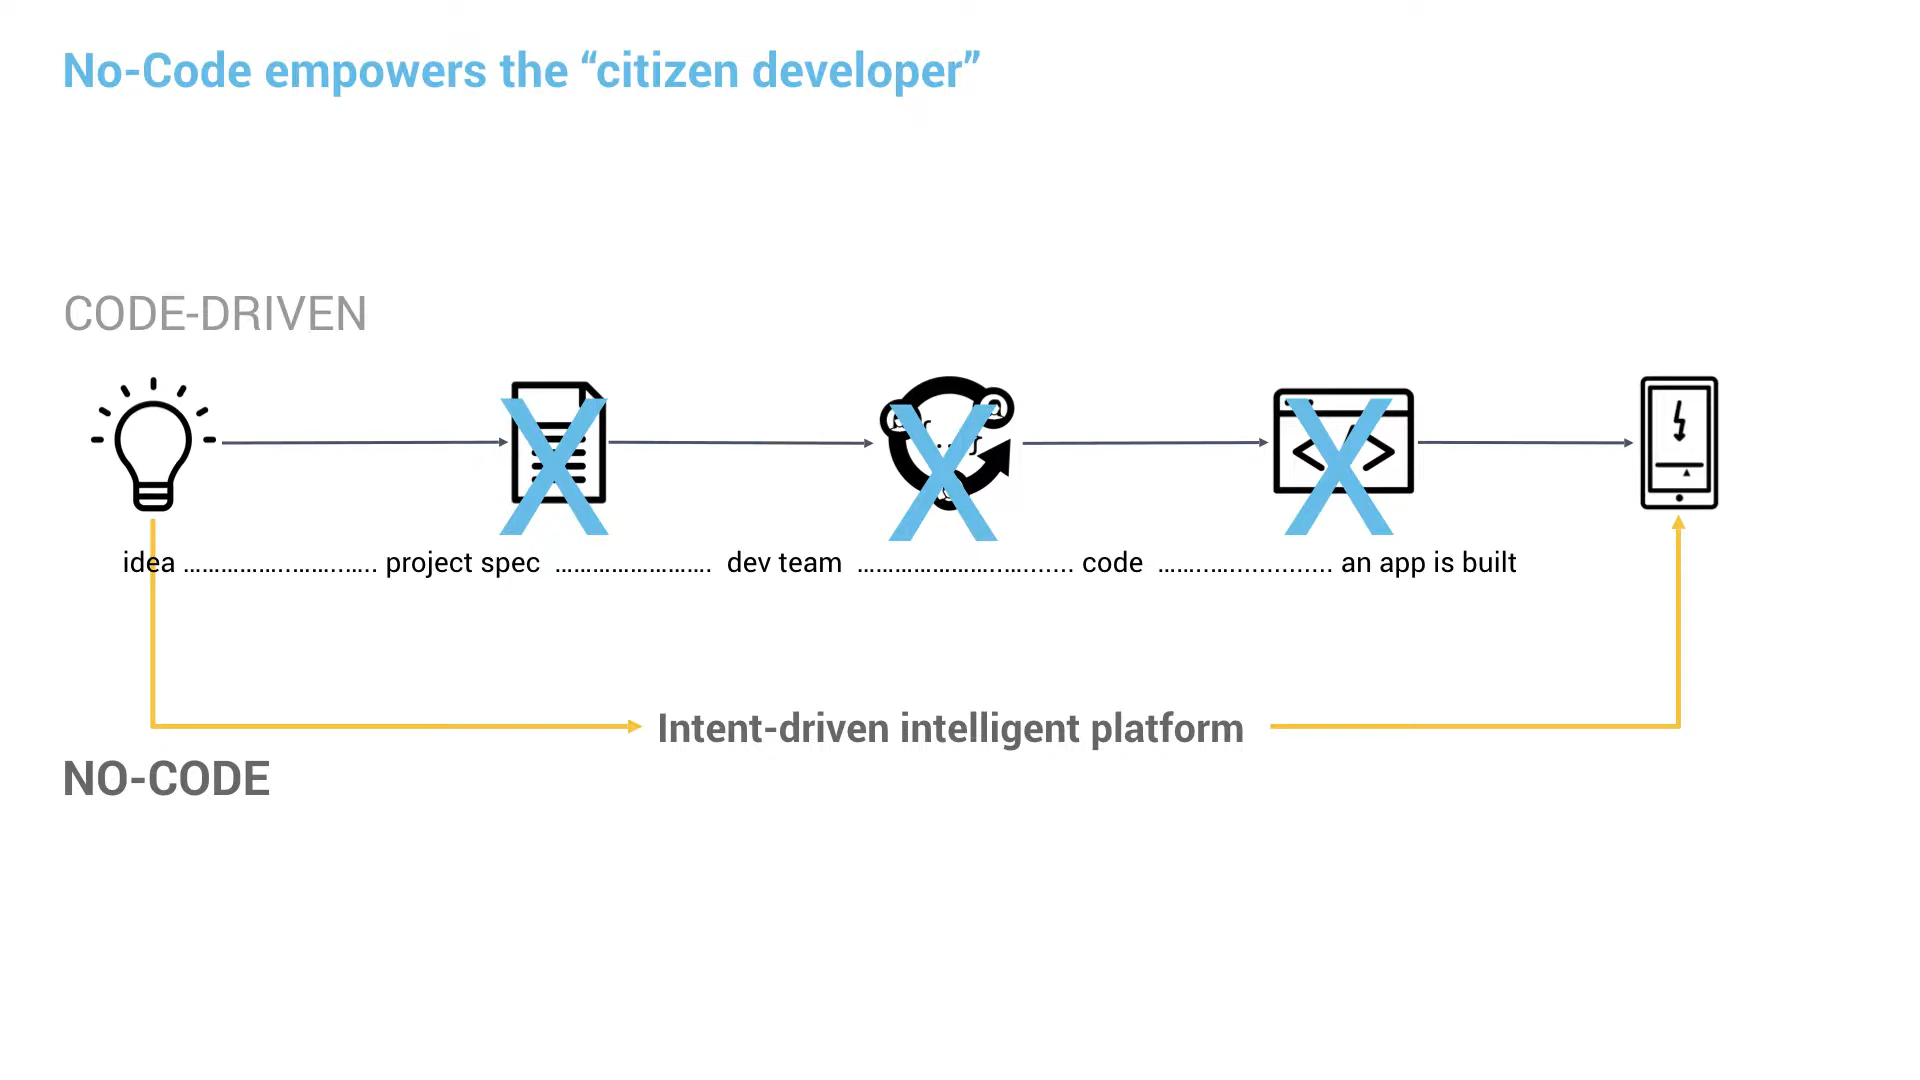 No-Code empowers the “citizen developer”
CODE-DRIVEN
X X X
idea ................................ project spec ......................... dev team ................................... code ............................ an app is built
Intent-driven intelligent platform
NO-CODE